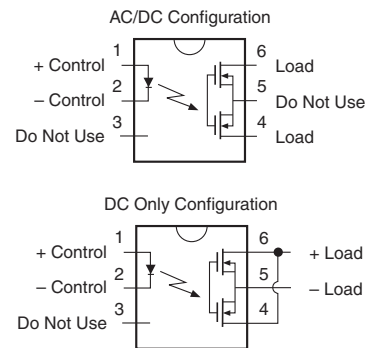 AC/DC Configuration
1 6
+ Control Load
2 5
– Control Do Not Use
3 4
Do Not Use Load
DC Only Configuration
1 6
+ Control + Load
2 5
– Control – Load
3 4
Do Not Use